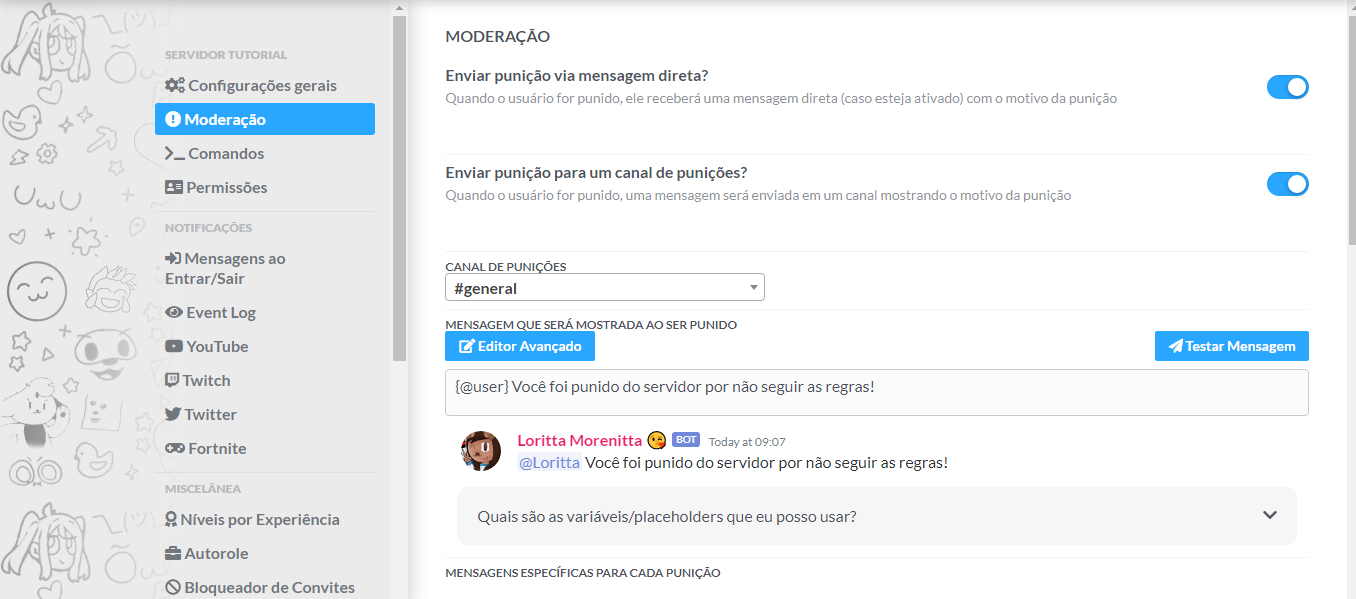 SERVIDOR TUTORIAL
Configurações gerais
Moderação
Comandos
Permissões
NOTIFICAÇÕES
Mensagens ao
Entrar/Sair
Event Log
YouTube
Twitch
Twitter
Fortnite
MISCELÂNEA
Níveis por Experiência
Autorole
Bloqueador de Convites
UwU
MODERAÇÃO
Enviar punição via mensagem direta?
Quando o usuário for punido, ele receberá uma mensagem direta (caso esteja ativado) com o motivo da punição
Enviar punição para um canal de punições?
Quando o usuário for punido, uma mensagem será enviada em um canal mostrando o motivo da punição
CANAL DE PUNIÇÕES
#general
MENSAGEM QUE SERÁ MOSTRADA AO SER PUNIDO
Editor Avançado
Testar Mensagem
{@user} Você foi punido do servidor por não seguir as regras!
Loritta Morenitta 😘 BOT Today at 09:07
@Loritta Você foi punido do servidor por não seguir as regras!
Quais são as variáveis/placeholders que eu posso usar?
MENSAGENS ESPECÍFICAS PARA CADA PUNIÇÃO